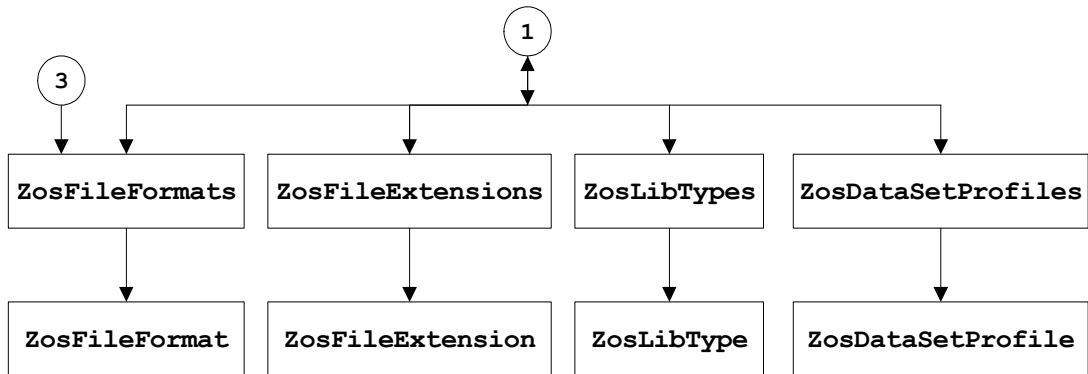 1
3
ZosFileFormats
ZosFileExtensions
ZosLibTypes
ZosDataSetProfiles
ZosFileFormat
ZosFileExtension
ZosLibType
ZosDataSetProfile